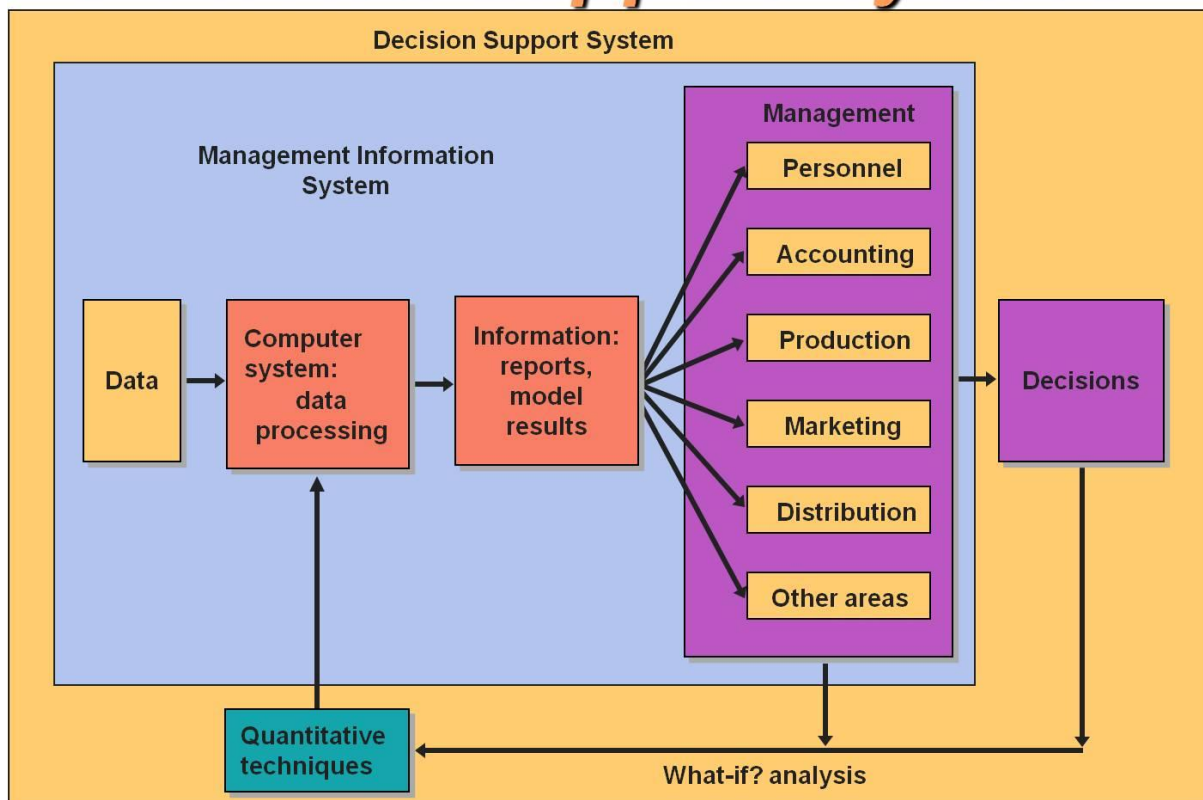 Decision Support System
Management Information
System
Management
Personnel
Accounting
Production
Marketing
Distribution
Other areas
Data
Computer
system:
data
processing
Information:
reports,
model
results
Decisions
Quantitative
techniques
What-if? analysis